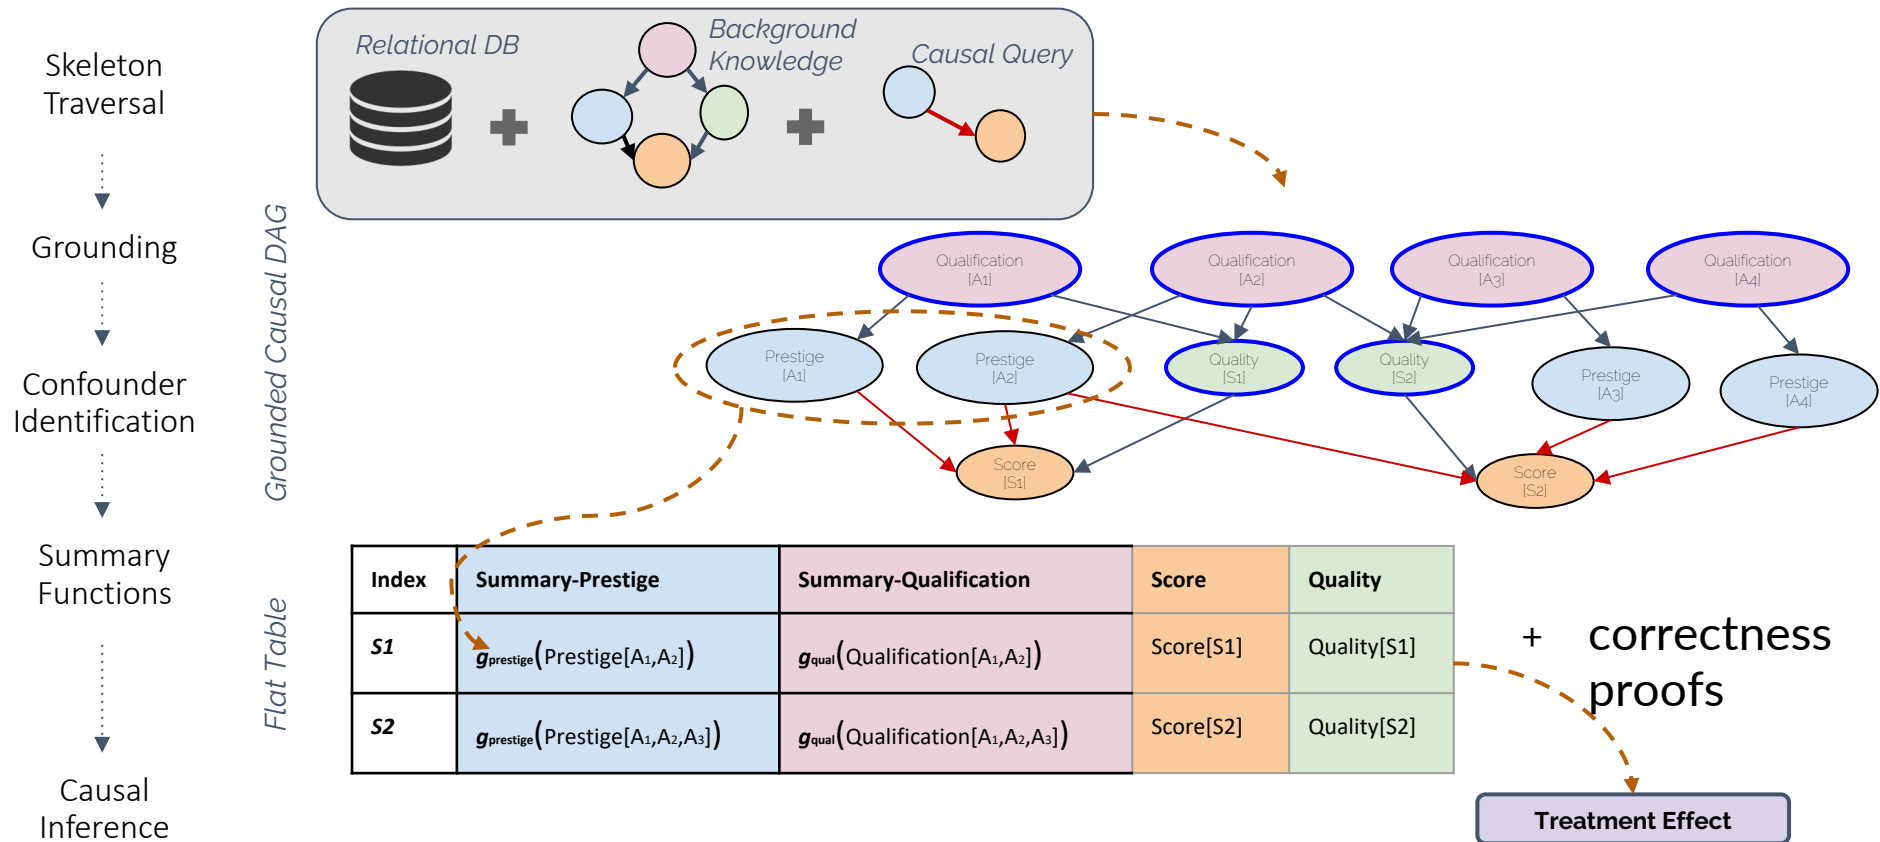 Skeleton
Traversal
Grounding
Confounder
Identification
Summary
Functions
Causal
Inference
Relational DB
Background
Knowledge
Causal Query
Grounded Causal DAG
Qualification
[A1]
Qualification
[A2]
Qualification
[A3]
Qualification
[A4]
Prestige
[A1]
Prestige
[A2]
Quality
[S1]
Quality
[S2]
Prestige
[A3]
Prestige
[A4]
Score
[S1]
Score
[S2]
Flat Table
Index Summary-Prestige Summary-Qualification Score Quality
S1 gprestige(Prestige[A1,A2]) gqual(Qualification[A1,A2]) Score[S1] Quality[S1]
S2 gprestige(Prestige[A1,A2,A3]) gqual(Qualification[A1,A2,A3]) Score[S2] Quality[S2]
+ correctness
proofs
Treatment Effect